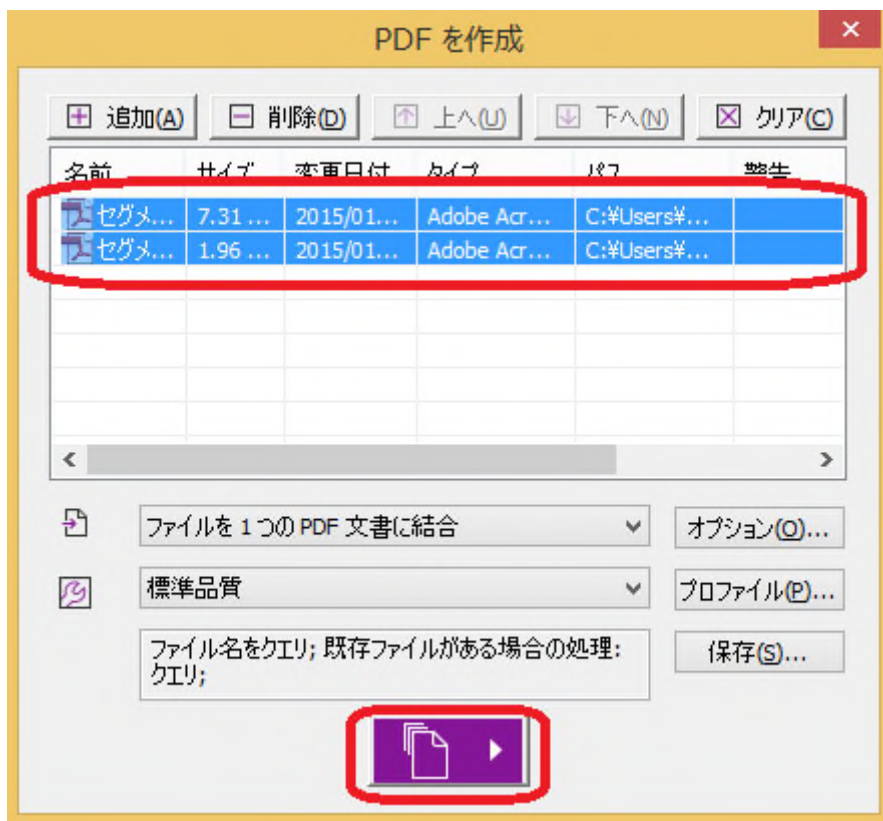 PDF を作成
追加(A) 削除(D) 上へ(U) 下へ(N) クリア(C)
名前 サイズ 変更日付 タイプ パス 警告
セグメ... 7.31 ... 2015/01... Adobe Acr... C:¥Users¥...
セグメ... 1.96 ... 2015/01... Adobe Acr... C:¥Users¥...
ファイルを 1 つの PDF 文書に結合 オプション(O)...
標準品質 プロファイル(P)...
ファイル名をクエリ; 既存ファイルがある場合の処理: 保存(S)...
クエリ;